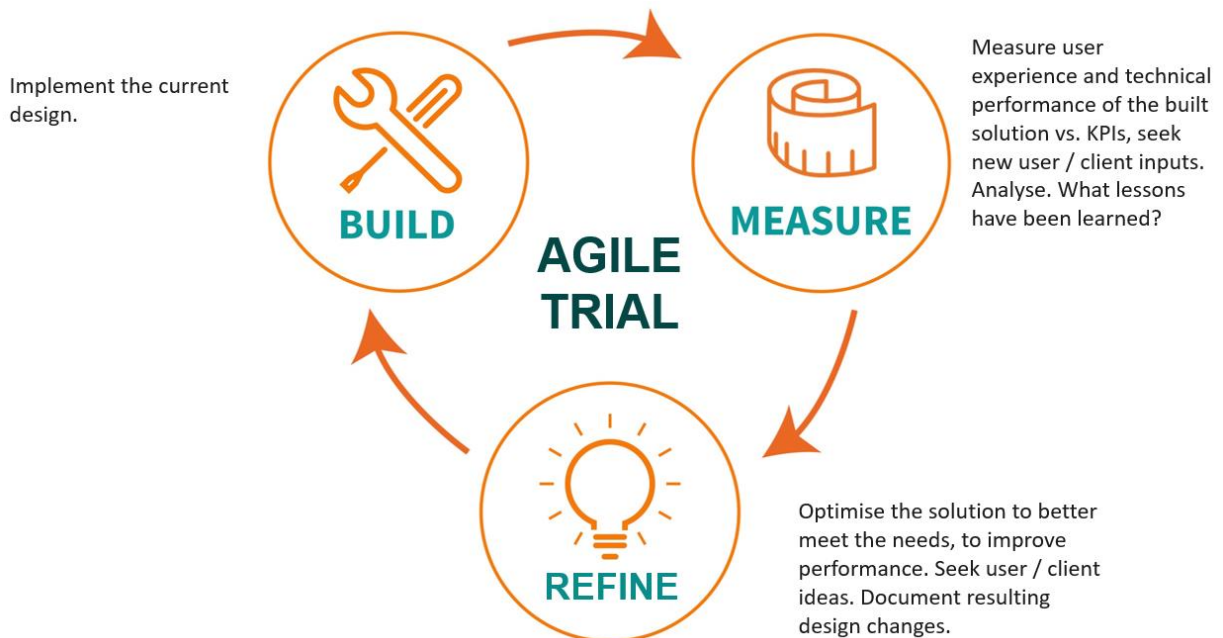 Implement the current
design.
BUILD
MEASURE
Measure user
experience and technical
performance of the built
solution vs. KPIs, seek
new user / client inputs.
Analyse. What lessons
have been learned?
AGILE
TRIAL
REFINE
Optimise the solution to better
meet the needs, to improve
performance. Seek user / client
ideas. Document resulting
design changes.